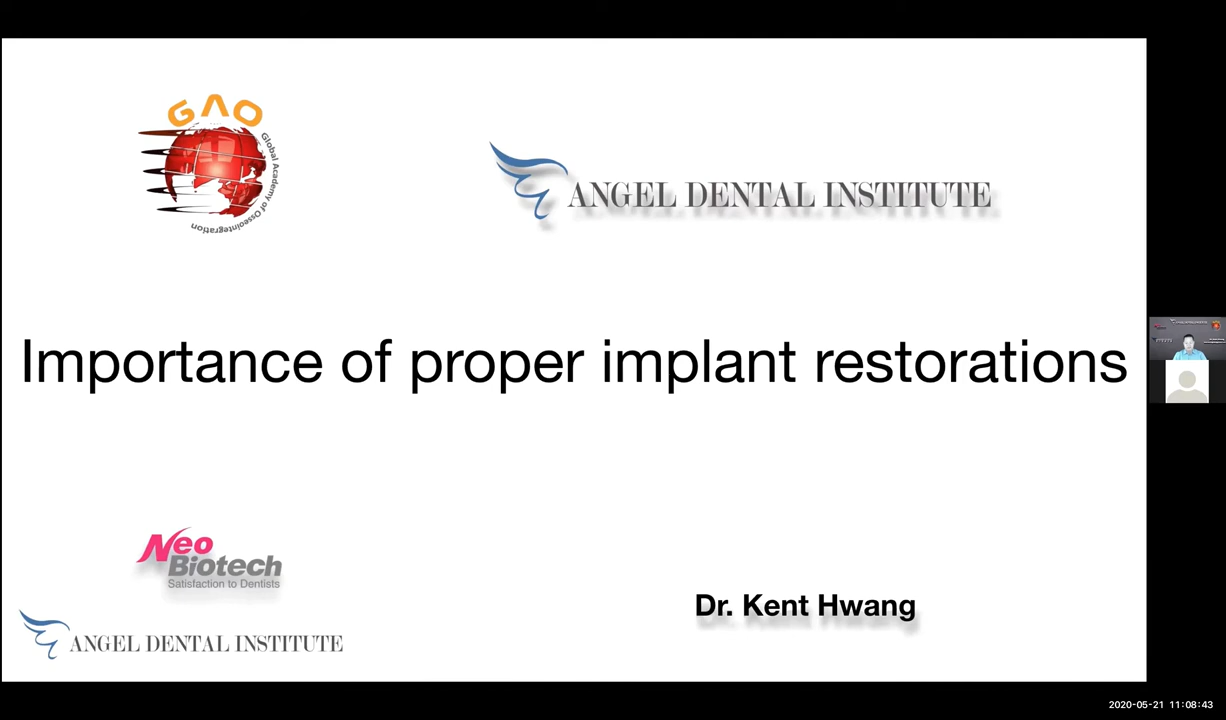 GAO
Global Academy of Osseointegration
ANGEL DENTAL INSTITUTE
Importance of proper implant restorations
Neo
Biotech
Satisfaction to Dentists
Dr. Kent Hwang
ANGEL DENTAL INSTITUTE
2020-05-21 11:08:43